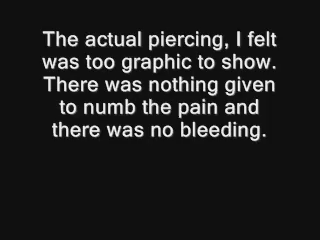 The actual piercing, I felt
was too graphic to show.
There was nothing given
to numb the pain and
there was no bleeding.